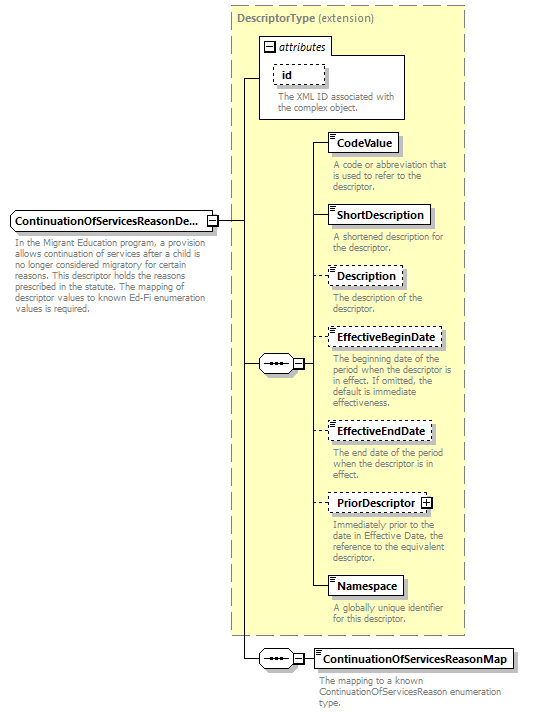 DescriptorType (extension)
attributes
id
The XML ID associated with
the complex object.
CodeValue
A code or abbreviation that
is used to refer to the
descriptor.
ShortDescription
A shortened description for
the descriptor.
ContinuationOfServicesReasonDe...
In the Migrant Education program, a provision
allows continuation of services after a child is
no longer considered migratory for certain
reasons. This descriptor holds the reasons
prescribed in the statute. The mapping of
descriptor values to known Ed-Fi enumeration
values is required.
Description
The description of the
descriptor.
EffectiveBeginDate
The beginning date of the
period when the descriptor is
in effect. If omitted, the
default is immediate
effectiveness.
EffectiveEndDate
The end date of the period
when the descriptor is in
effect.
PriorDescriptor
Immediately prior to the
date in Effective Date, the
reference to the equivalent
descriptor.
Namespace
A globally unique identifier
for this descriptor.
ContinuationOfServicesReasonMap
The mapping to a known
ContinuationOfServicesReason enumeration
type.